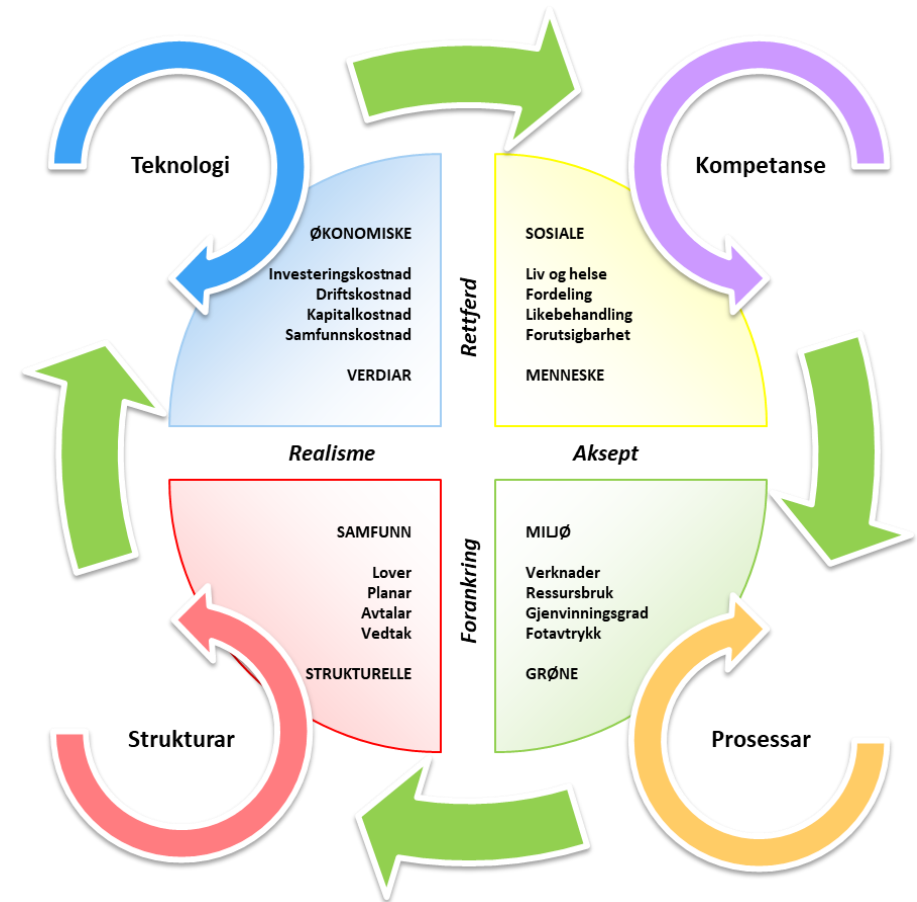 Teknologi
Kompetanse
ØKONOMISKE
Investeringskostnad
Driftskostnad
Kapitalkostnad
Samfunnskostnad
VERDIAR
Rettferd
SOSIALE
Liv og helse
Fordeling
Likebehandling
Forutsigbarhet
MENNESKE
Realisme
Aksept
SAMFUNN
Lover
Planar
Avtalar
Vedtak
STRUKTURELLE
Forankring
MILJØ
Verknader
Ressursbruk
Gjenvinningsgrad
Fotavtrykk
GRØNE
Strukturar
Prosessar